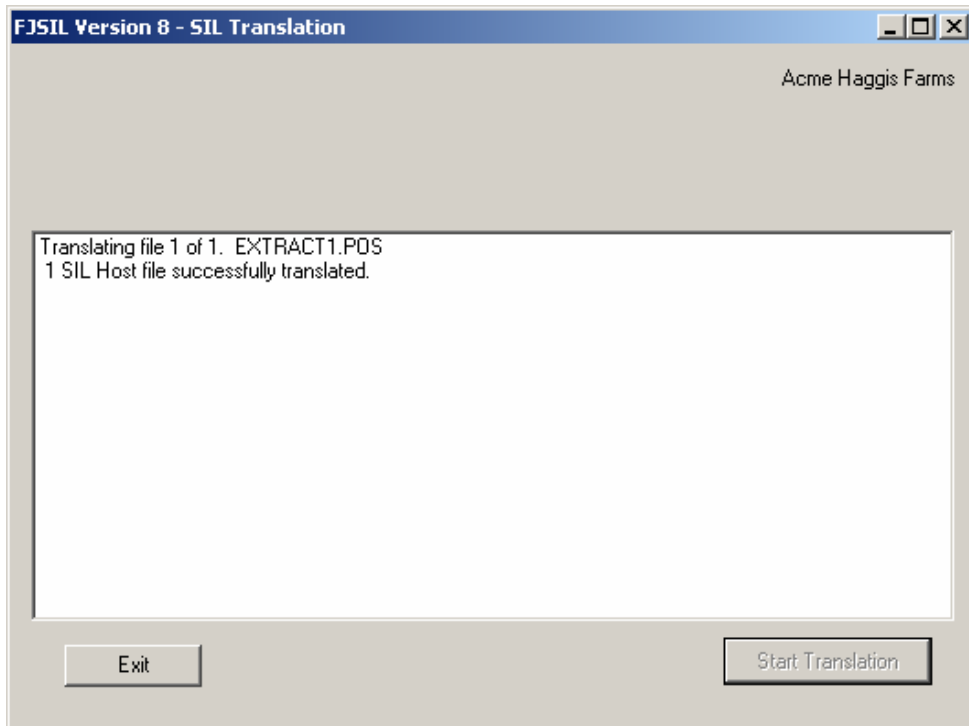 FJSIL Version 8 - SIL Translation
Acme Haggis Farms
Translating file 1 of 1.  EXTRACT1.POS
1 SIL Host file successfully translated.
Exit
Start Translation